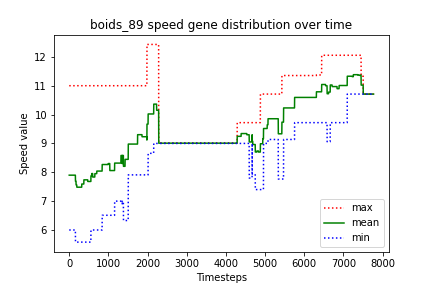 boids_89 speed gene distribution over time
12
11
10
9
8
7
6
Speed value
0
1000
2000
3000
4000
5000
6000
7000
8000
Timesteps
max
mean
min